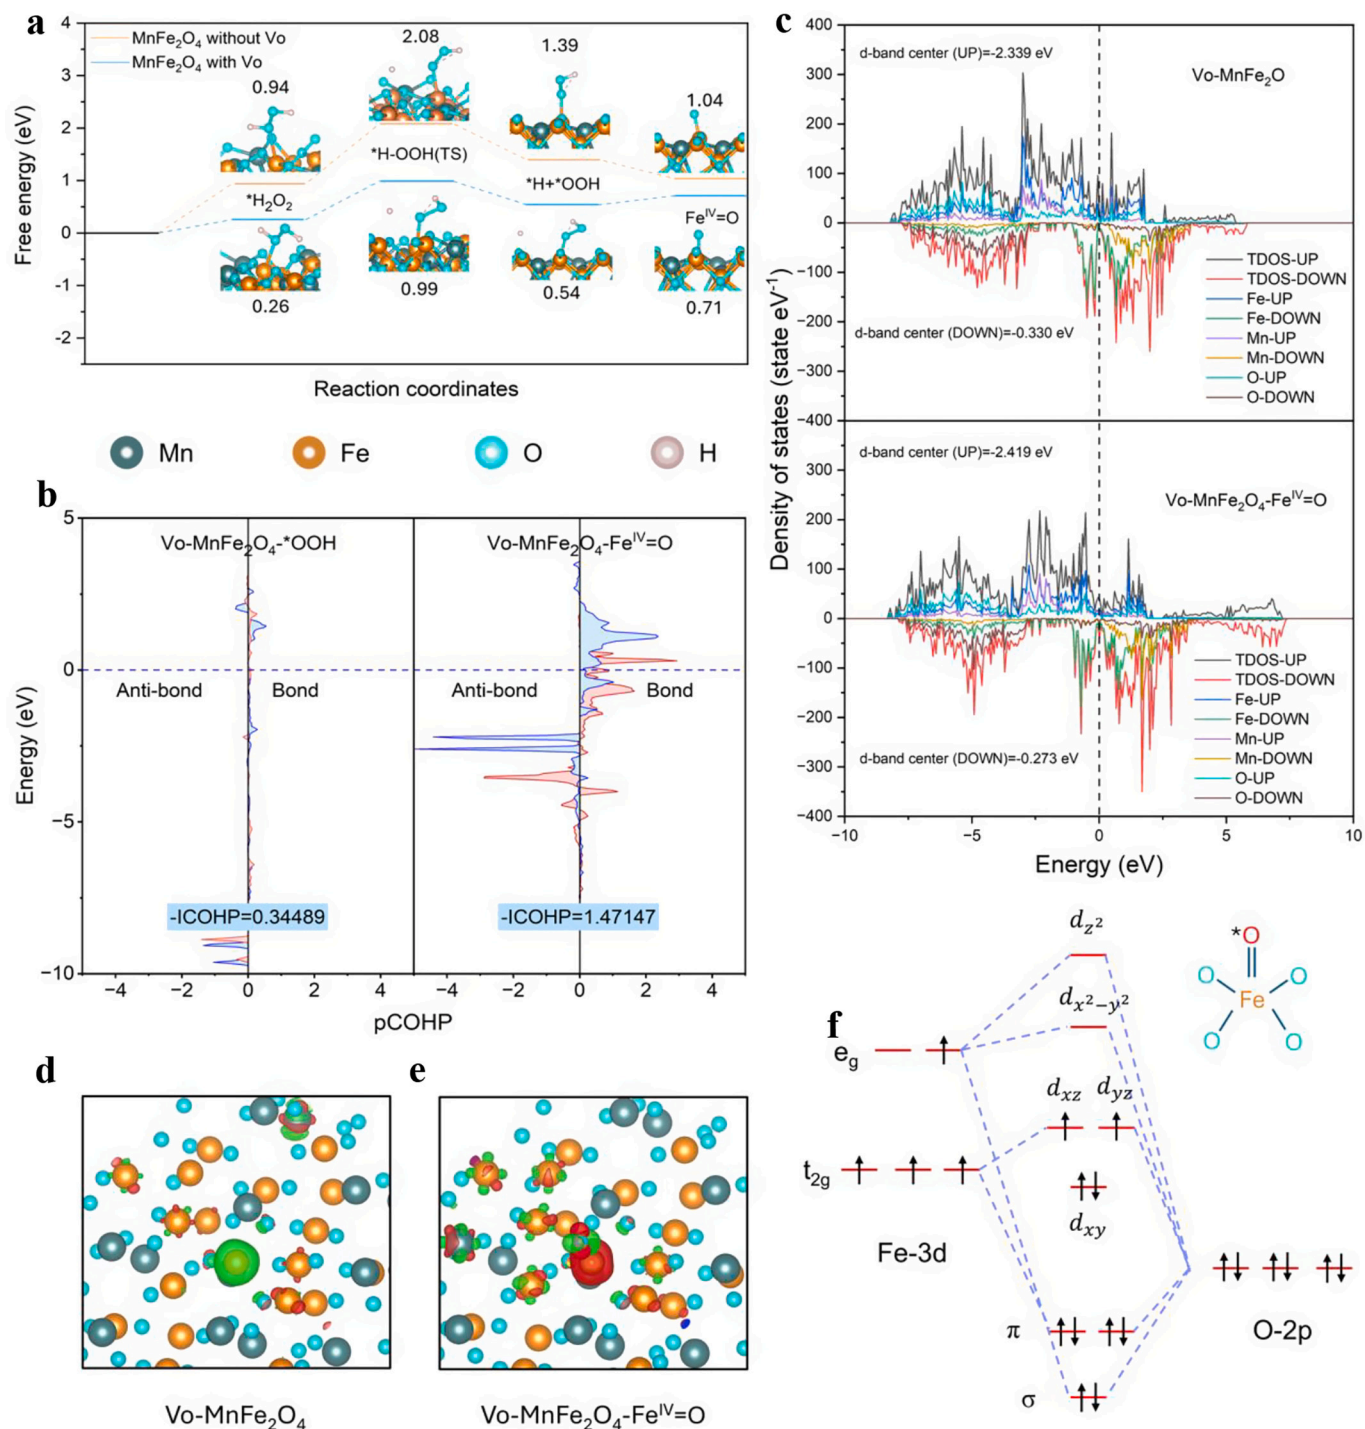 a
MnFe₂O₄ without Vo
MnFe₂O₄ with Vo
0.94
2.08
1.39
1.04
*H₂O₂
*H-OOH(TS)
*H+*OOH
Feᴵⱽ=O
0.26
0.99
0.54
0.71
4
3
2
1
0
-1
-2
Free energy (eV)
Reaction coordinates
Mn
Fe
O
H
b
Vo-MnFe₂O₄-*OOH
Vo-MnFe₂O₄-Feᴵⱽ=O
Anti-bond
Bond
Anti-bond
Bond
-ICOHP=0.34489
-ICOHP=1.47147
5
0
−5
−10
Energy (eV)
−4 −2 0 2 4
−4 −2 0 2 4
pCOHP
c
d-band center (UP)=-2.339 eV
Vo-MnFe₂O
d-band center (DOWN)=-0.330 eV
TDOS-UP
TDOS-DOWN
Fe-UP
Fe-DOWN
Mn-UP
Mn-DOWN
O-UP
O-DOWN
400
300
200
100
0
−100
−200
−300
−400
Density of states (state eV⁻¹)
d-band center (UP)=-2.419 eV
Vo-MnFe₂O₄-Feᴵⱽ=O
d-band center (DOWN)=-0.273 eV
TDOS-UP
TDOS-DOWN
Fe-UP
Fe-DOWN
Mn-UP
Mn-DOWN
O-UP
O-DOWN
300
200
100
0
−100
−200
−300
−400
−10 −5 0 5 10
Energy (eV)
d
Vo-MnFe₂O₄
e
Vo-MnFe₂O₄-Feᴵⱽ=O
f
d_z²
d_x²−y²
d_xz d_yz
d_xy
e_g
t₂g
Fe-3d
π
σ
O-2p
*O
O O
Fe
O O